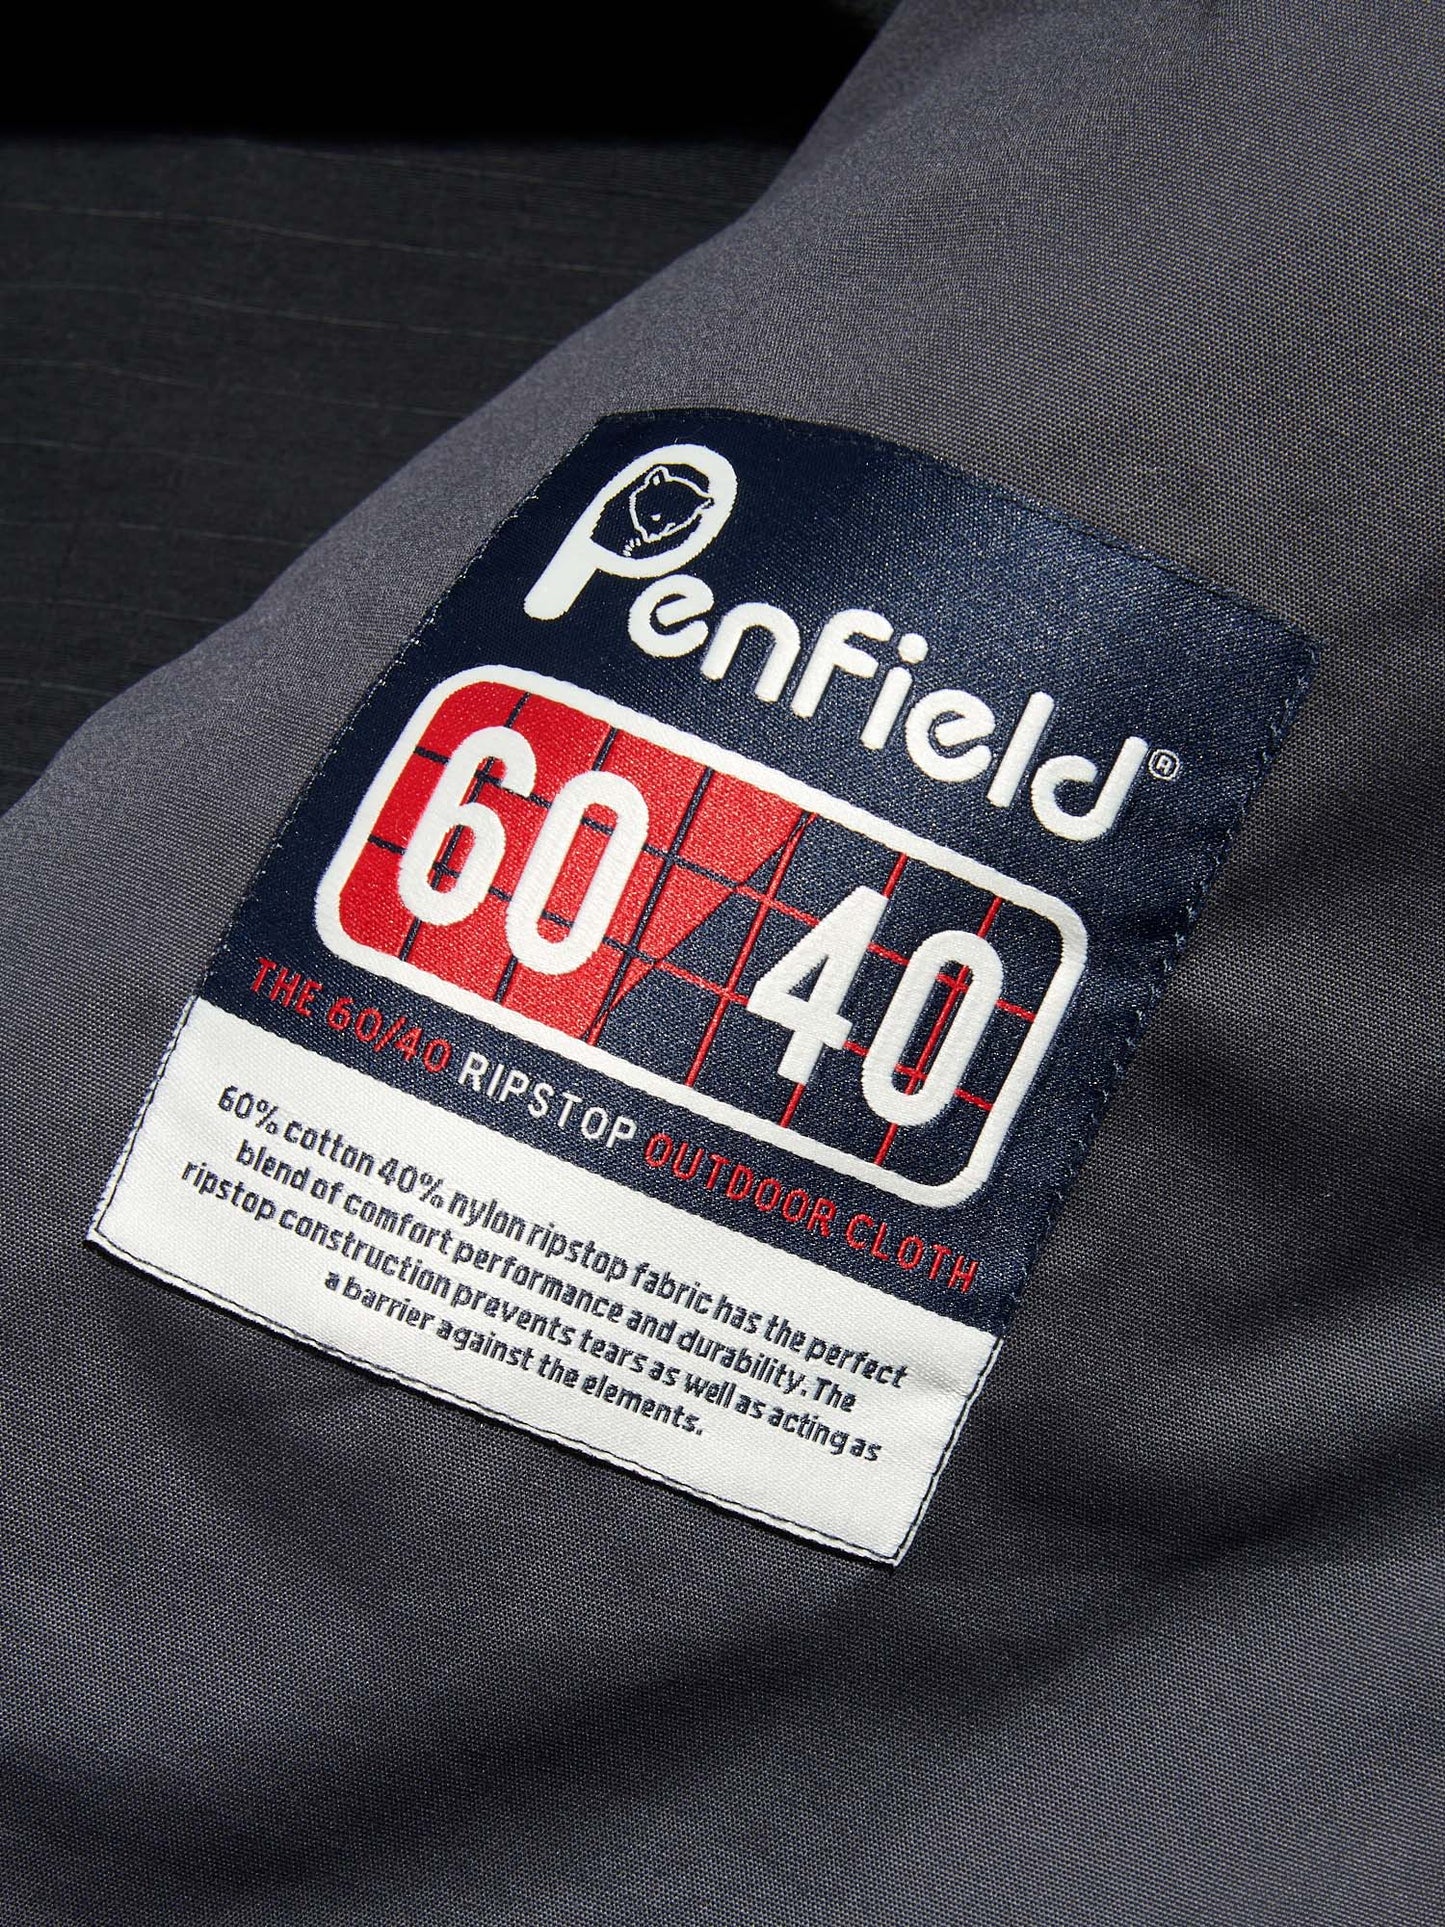 Penfield®
60 40
THE 60/40 RIPSTOP OUTDOOR CLOTH
60% cotton 40% nylon ripstop fabric has the perfect
blend of comfort performance and durability. The
ripstop construction prevents tears as well as acting as
a barrier against the elements.